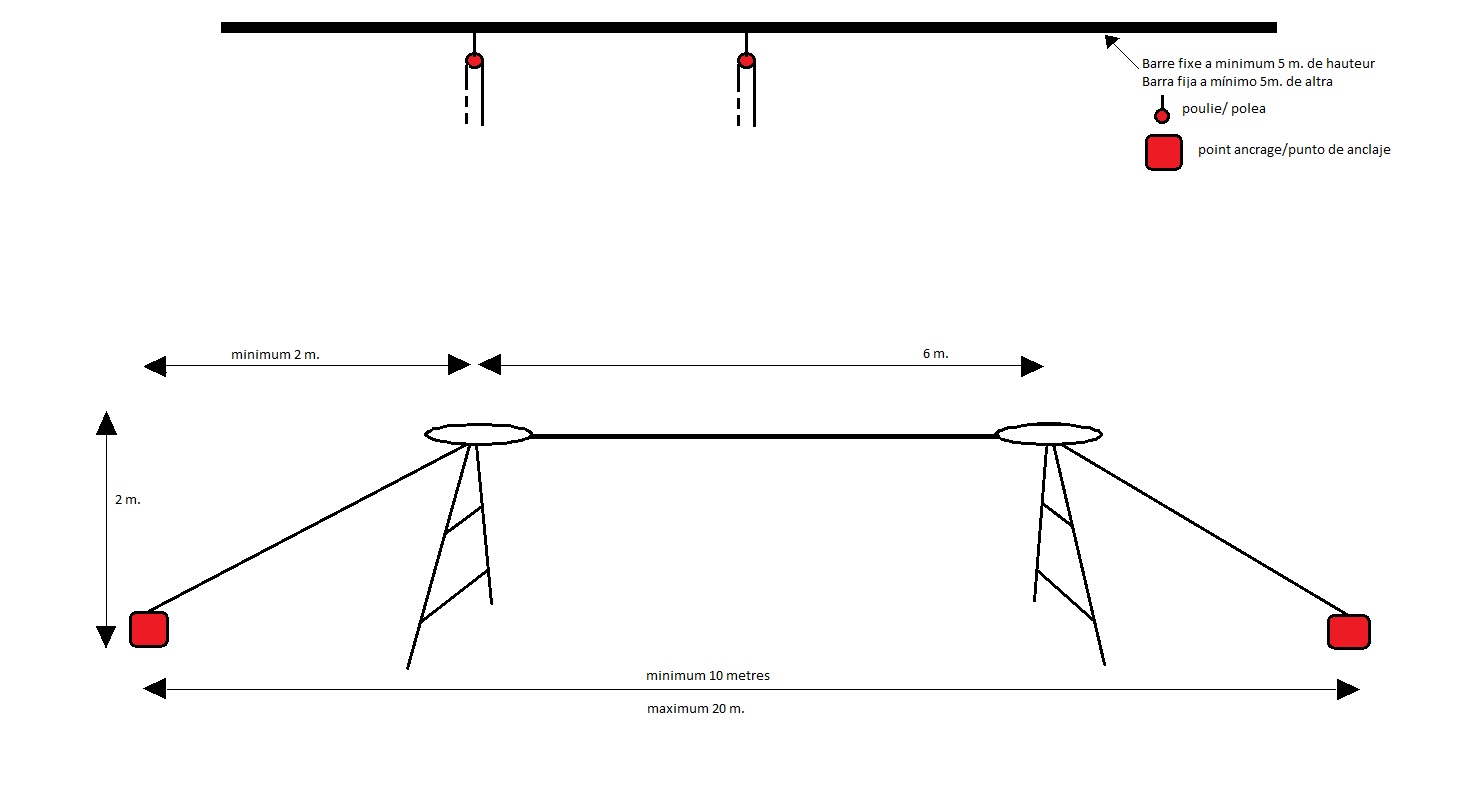 Barre fixe a minimum 5 m. de hauteur
Barra fija a mínimo 5m. de altra
poulie/ polea
point ancrage/punto de anclaje
minimum 2 m.
6 m.
2 m.
minimum 10 metres
maximum 20 m.